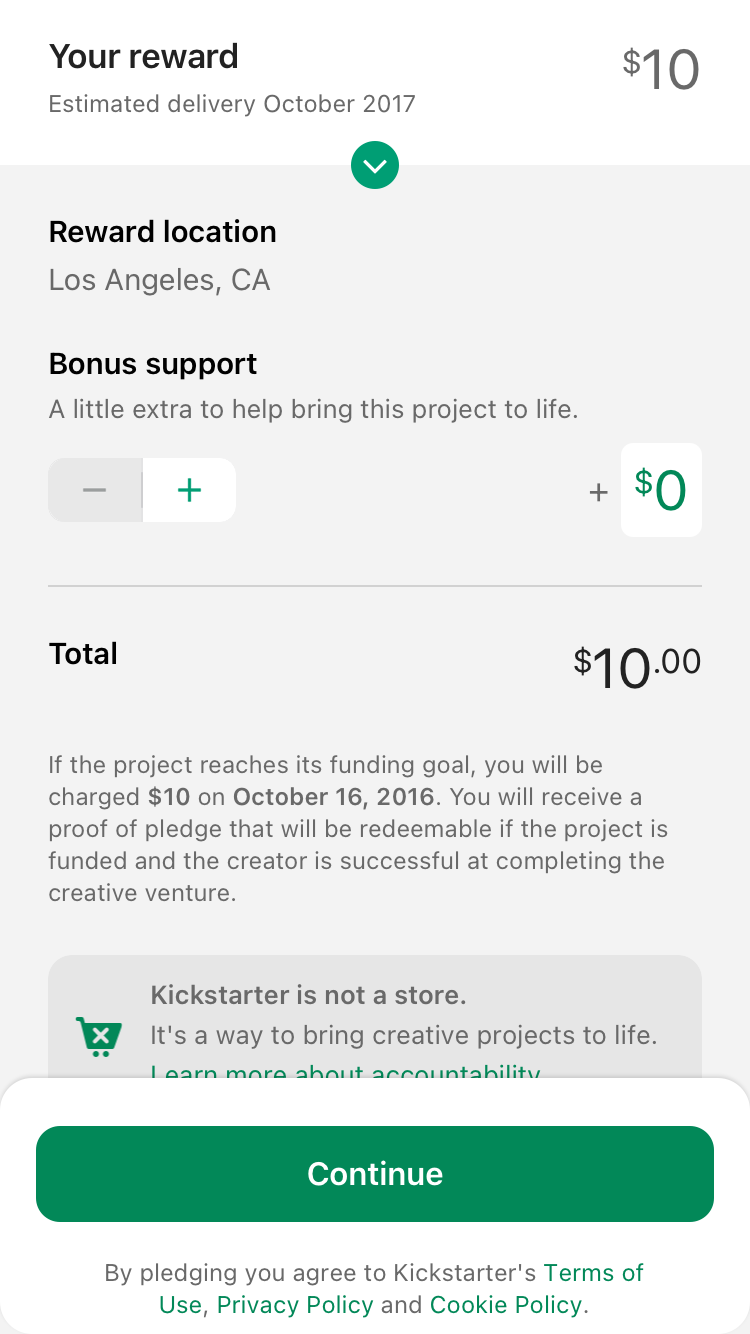 Your reward
$10
Estimated delivery October 2017
Reward location
Los Angeles, CA
Bonus support
A little extra to help bring this project to life.
− + + $0
Total $10.00
If the project reaches its funding goal, you will be
charged $10 on October 16, 2016. You will receive a
proof of pledge that will be redeemable if the project is
funded and the creator is successful at completing the
creative venture.
Kickstarter is not a store.
It's a way to bring creative projects to life.
Learn more about accountability.
Continue
By pledging you agree to Kickstarter's Terms of
Use, Privacy Policy and Cookie Policy.